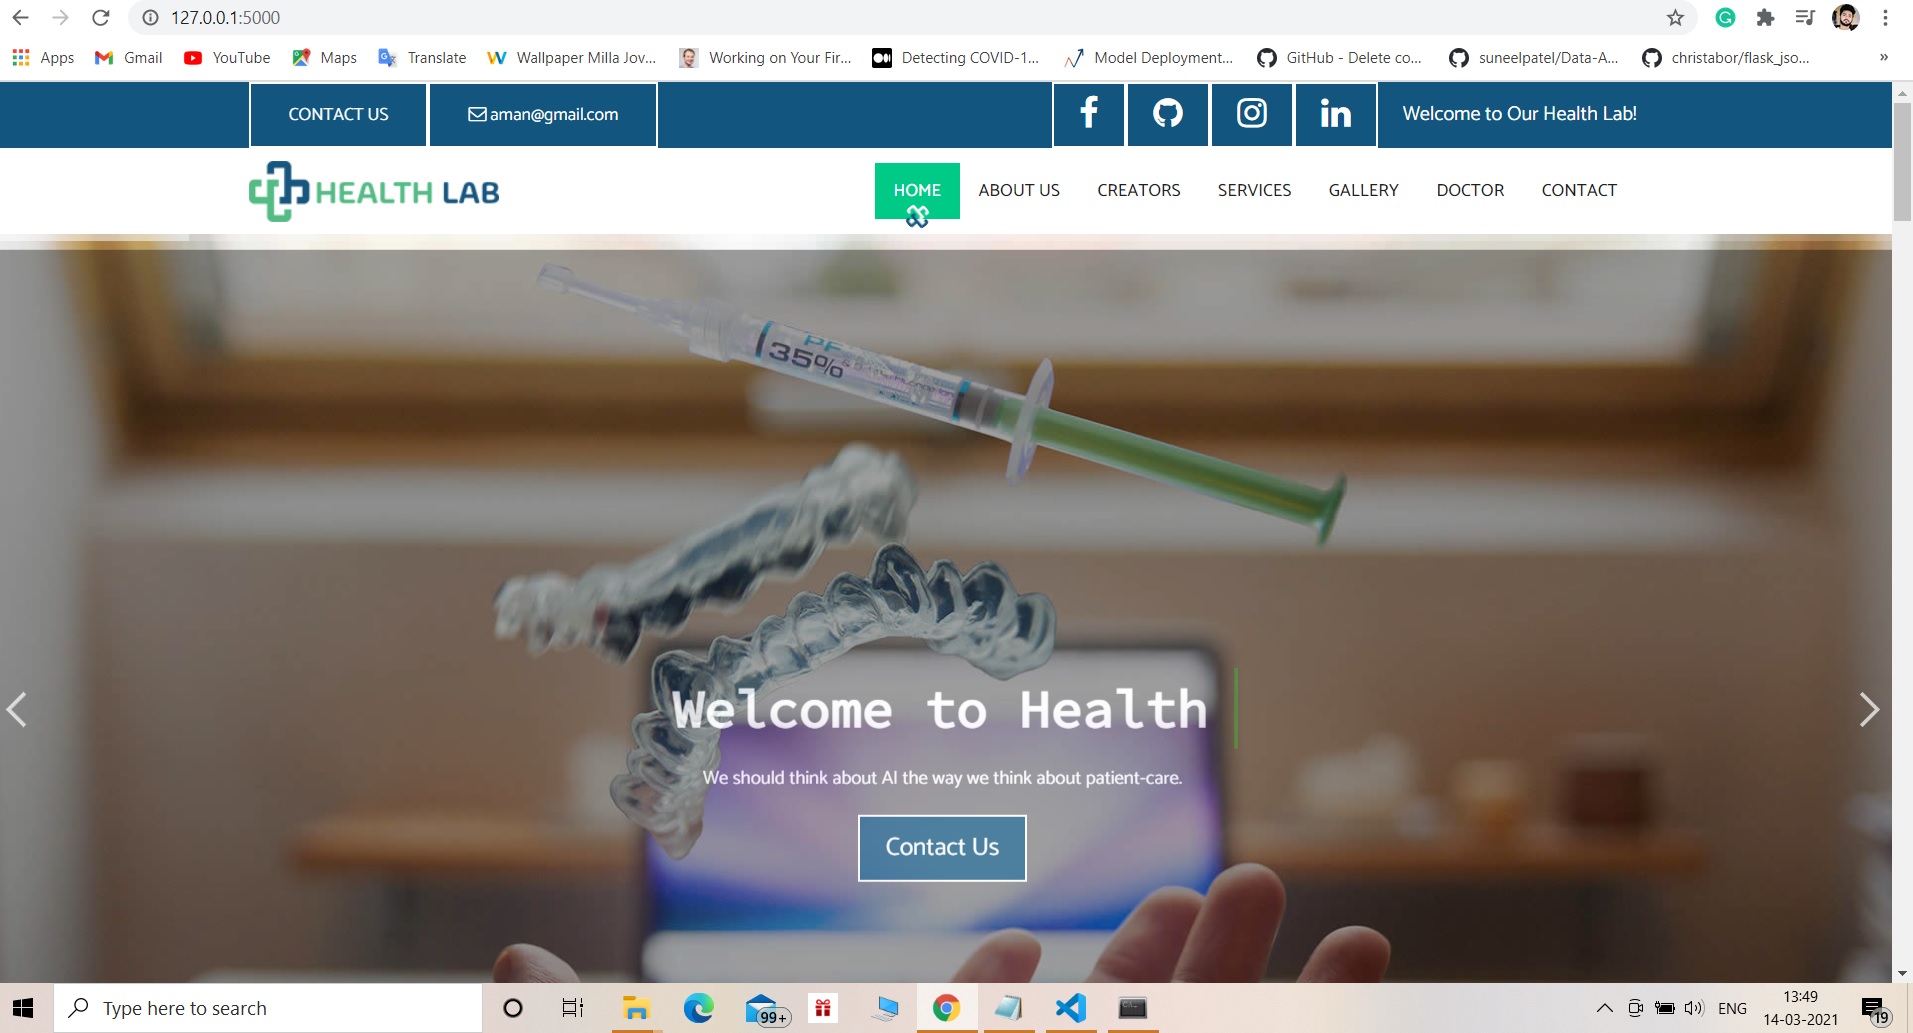 127.0.0.1:5000
Apps
Gmail
YouTube
Maps
Translate
Wallpaper Milla Jov...
Working on Your Fir...
Detecting COVID-1...
Model Deployment...
GitHub - Delete co...
suneelpatel/Data-A...
christabor/flask_jso...
»
CONTACT US
aman@gmail.com
Welcome to Our Health Lab!
HEALTH LAB
HOME
ABOUT US
CREATORS
SERVICES
GALLERY
DOCTOR
CONTACT
PF
35%
Welcome to Health
We should think about AI the way we think about patient-care.
Contact Us
Type here to search
99+
ENG
13:49
14-03-2021
19